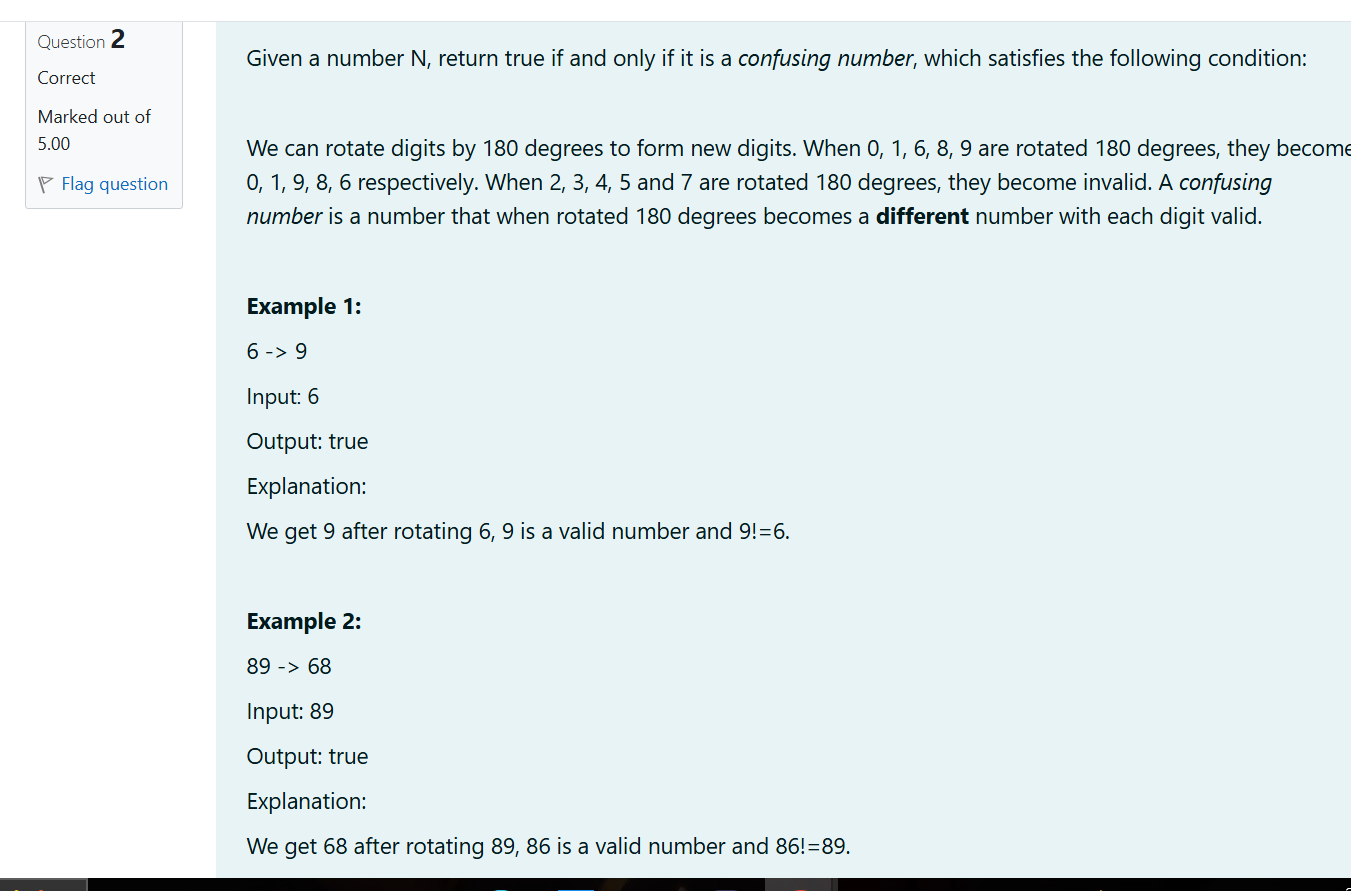 Question 2
Correct
Marked out of
5.00
Flag question
Given a number N, return true if and only if it is a confusing number, which satisfies the following condition:
We can rotate digits by 180 degrees to form new digits. When 0, 1, 6, 8, 9 are rotated 180 degrees, they become
0, 1, 9, 8, 6 respectively. When 2, 3, 4, 5 and 7 are rotated 180 degrees, they become invalid. A confusing
number is a number that when rotated 180 degrees becomes a different number with each digit valid.
Example 1:
6 -> 9
Input: 6
Output: true
Explanation:
We get 9 after rotating 6, 9 is a valid number and 9!=6.
Example 2:
89 -> 68
Input: 89
Output: true
Explanation:
We get 68 after rotating 89, 86 is a valid number and 86!=89.